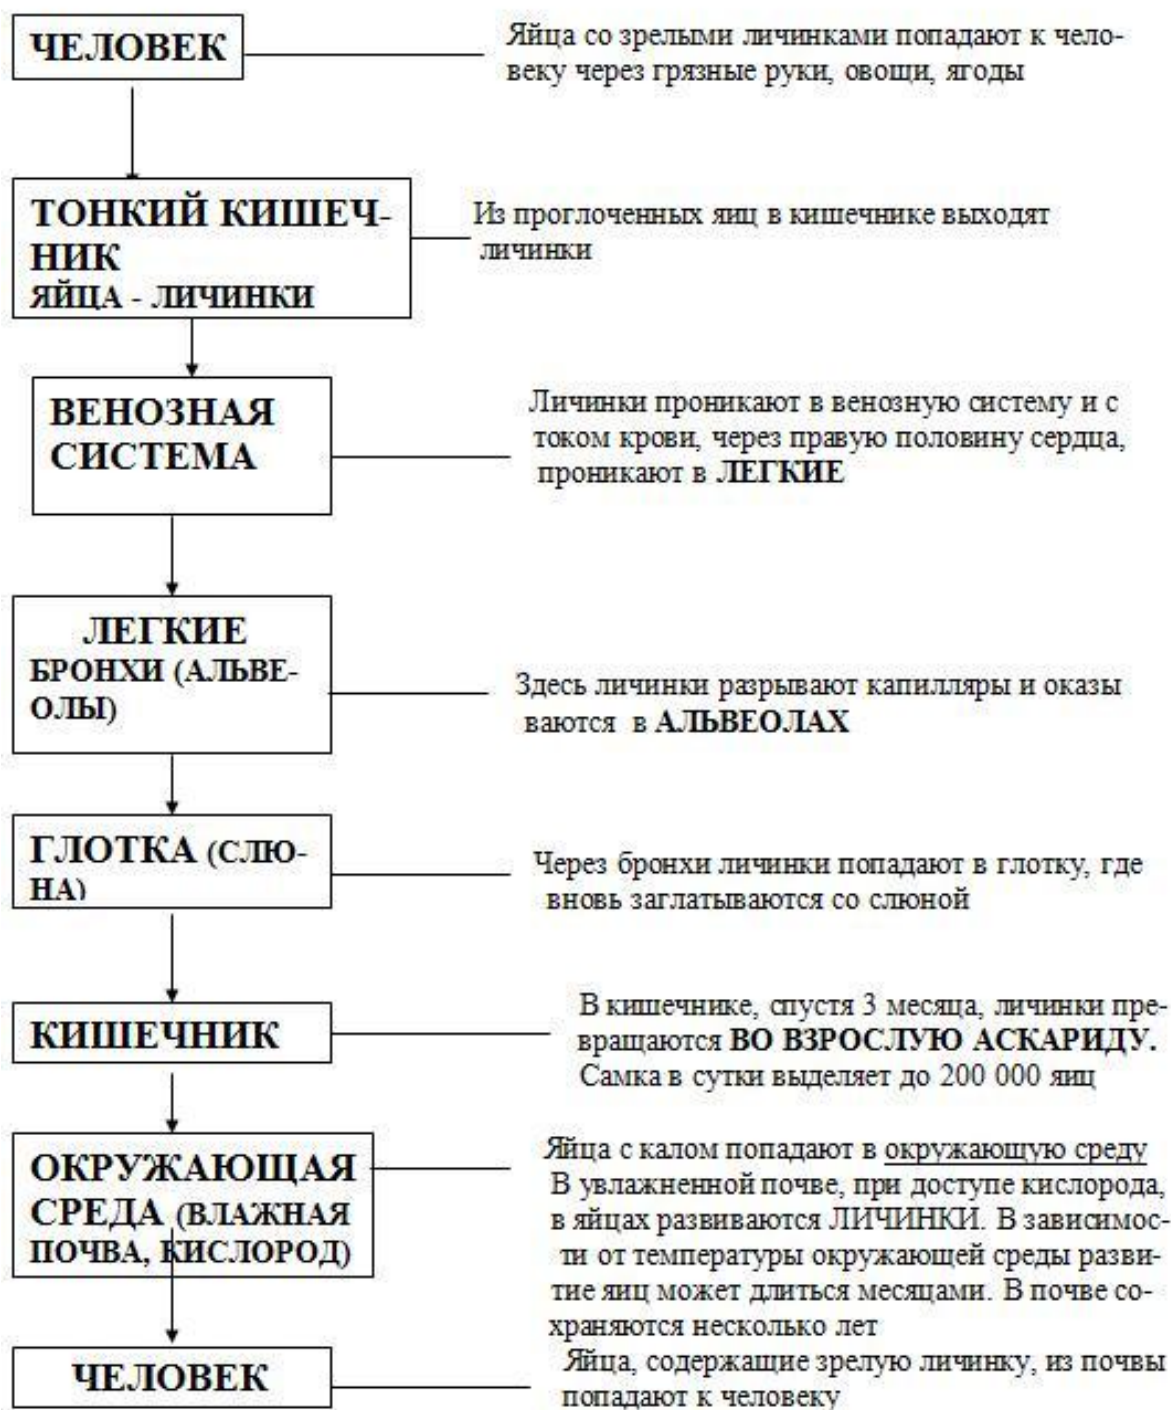 ЧЕЛОВЕК
Яйца со зрелыми личинками попадают к чело-
веку через грязные руки, овощи, ягоды
ТОНКИЙ КИШЕЧ-
НИК
ЯЙЦА - ЛИЧИНКИ
Из проглоченных яиц в кишечнике выходят
личинки
ВЕНОЗНАЯ
СИСТЕМА
Личинки проникают в венозную систему и с
током крови, через правую половину сердца,
проникают в ЛЕГКИЕ
ЛЕГКИЕ
БРОНХИ (АЛЬВЕ-
ОЛЫ)
Здесь личинки разрывают капилляры и оказы
ваются в АЛЬВЕОЛАХ
ГЛОТКА (СЛЮ-
НА)
Через бронхи личинки попадают в глотку, где
вновь заглатываются со слюной
КИШЕЧНИК
В кишечнике, спустя 3 месяца, личинки пре-
вращаются ВО ВЗРОСЛУЮ АСКАРИДУ.
Самка в сутки выделяет до 200 000 яиц
ОКРУЖАЮЩАЯ
СРЕДА (ВЛАЖНАЯ
ПОЧВА, КИСЛОРОД)
Яйца с калом попадают в окружающую среду
В увлажненной почве, при доступе кислорода,
в яйцах развиваются ЛИЧИНКИ. В зависимос-
ти от температуры окружающей среды разви-
тие яиц может длиться месяцами. В почве со-
храняются несколько лет
ЧЕЛОВЕК
Яйца, содержащие зрелую личинку, из почвы
попадают к человеку